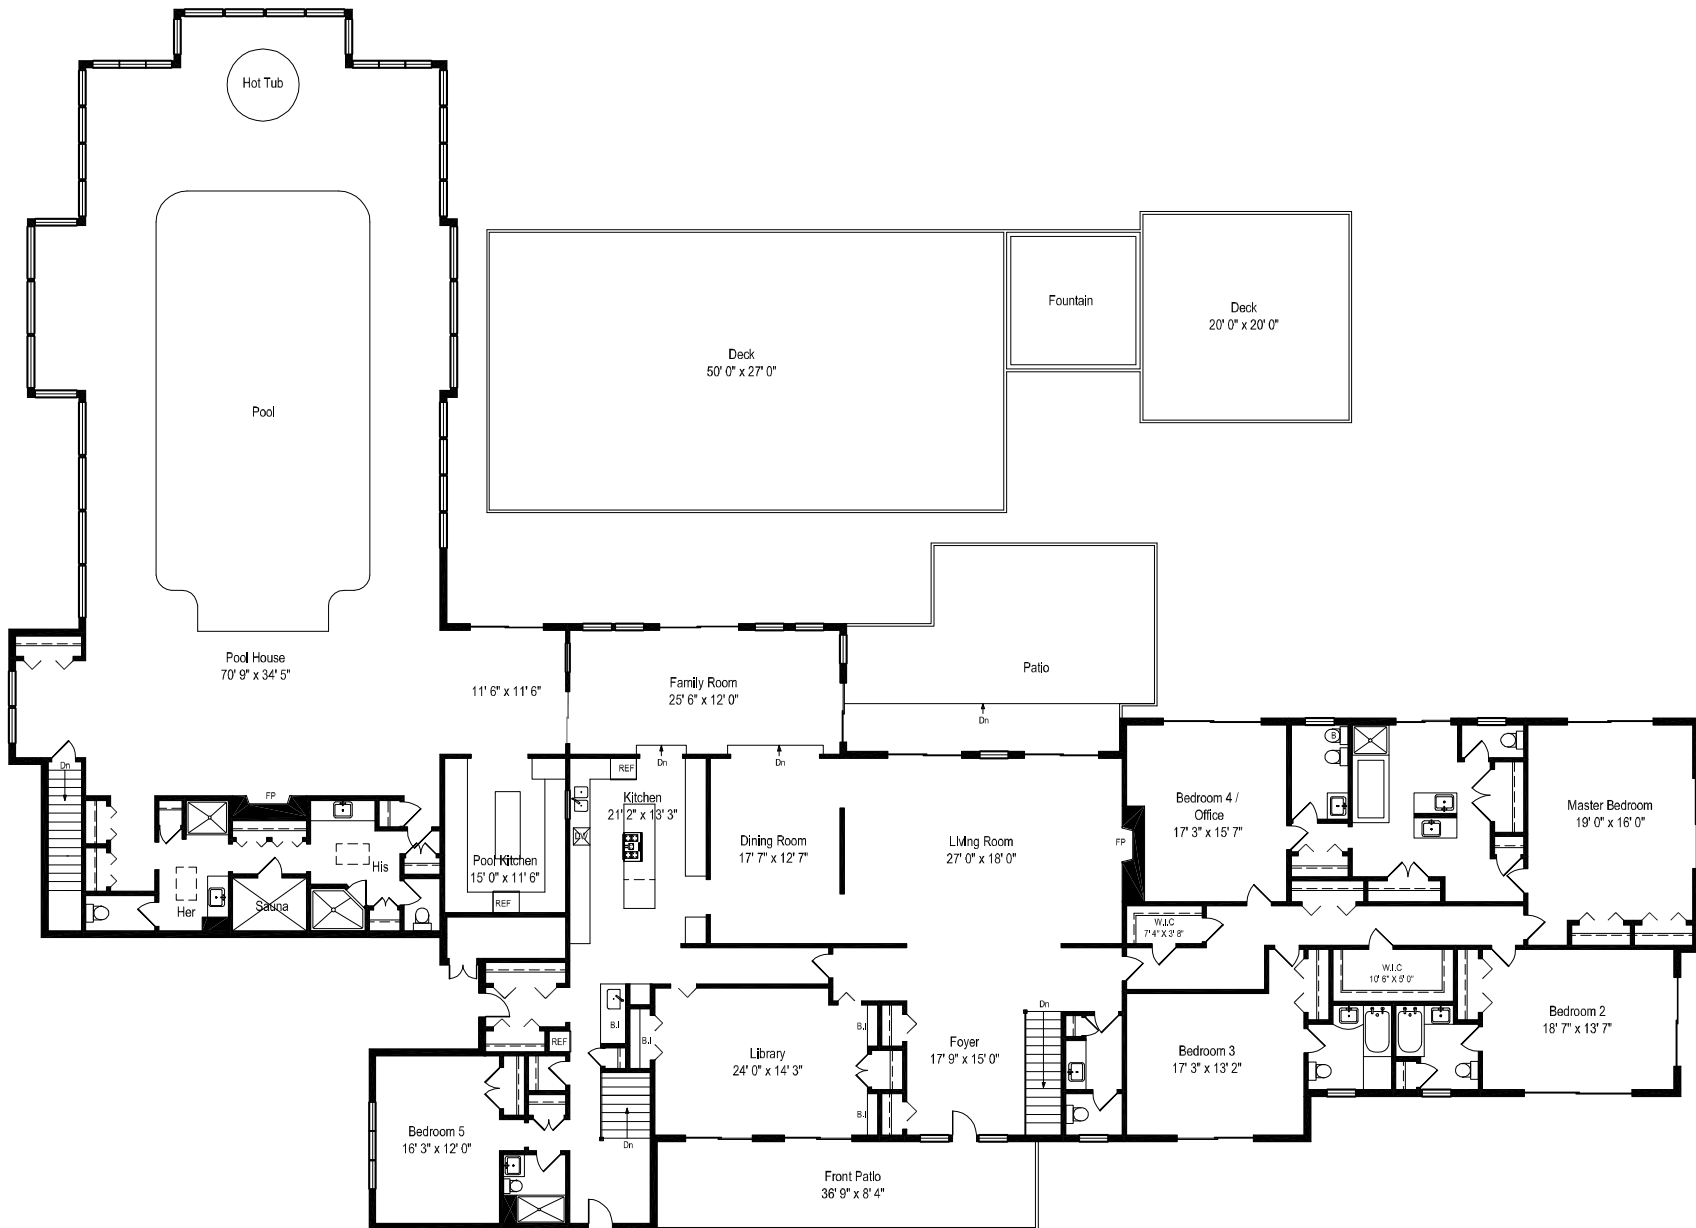 Hot Tub
Pool
Deck
50' 0" x 27' 0"
Fountain
Deck
20' 0" x 20' 0"
Pool House
70' 9" x 34' 5"
11' 6" x 11' 6"
Family Room
25' 6" x 12' 0"
Patio
Dn
Dn
Dn
Dn
REF
B
FP
Kitchen
21' 2" x 13' 3"
DW
Dining Room
17' 7" x 12' 7"
Living Room
27' 0" x 18' 0"
FP
Bedroom 4 /
Office
17' 3" x 15' 7"
Master Bedroom
19' 0" x 16' 0"
Pool Kitchen
15' 0" x 11' 6"
REF
His
Her
Sauna
W.I.C
7' 4" X 3' 8"
W.I.C
10' 6" x 5' 0"
Bedroom 2
18' 7" x 13' 7"
Dn
B.I
B.I
B.I
REF
Library
24' 0" x 14' 3"
Foyer
17' 9" x 15' 0"
Bedroom 3
17' 3" x 13' 2"
B.I
Bedroom 5
16' 3" x 12' 0"
Dn
Front Patio
36' 9" x 8' 4"